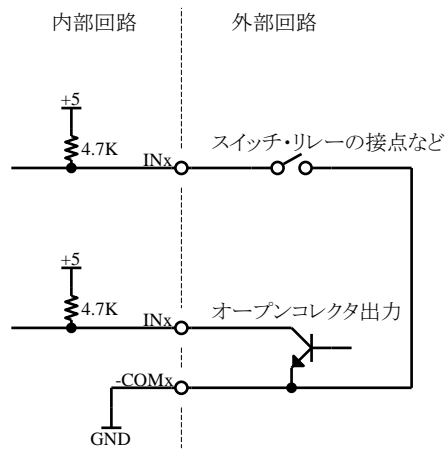 内部回路
外部回路
+5
4.7K
INx
スイッチ・リレーの接点など
+5
4.7K
INx
オープンコレクタ出力
-COMx
GND